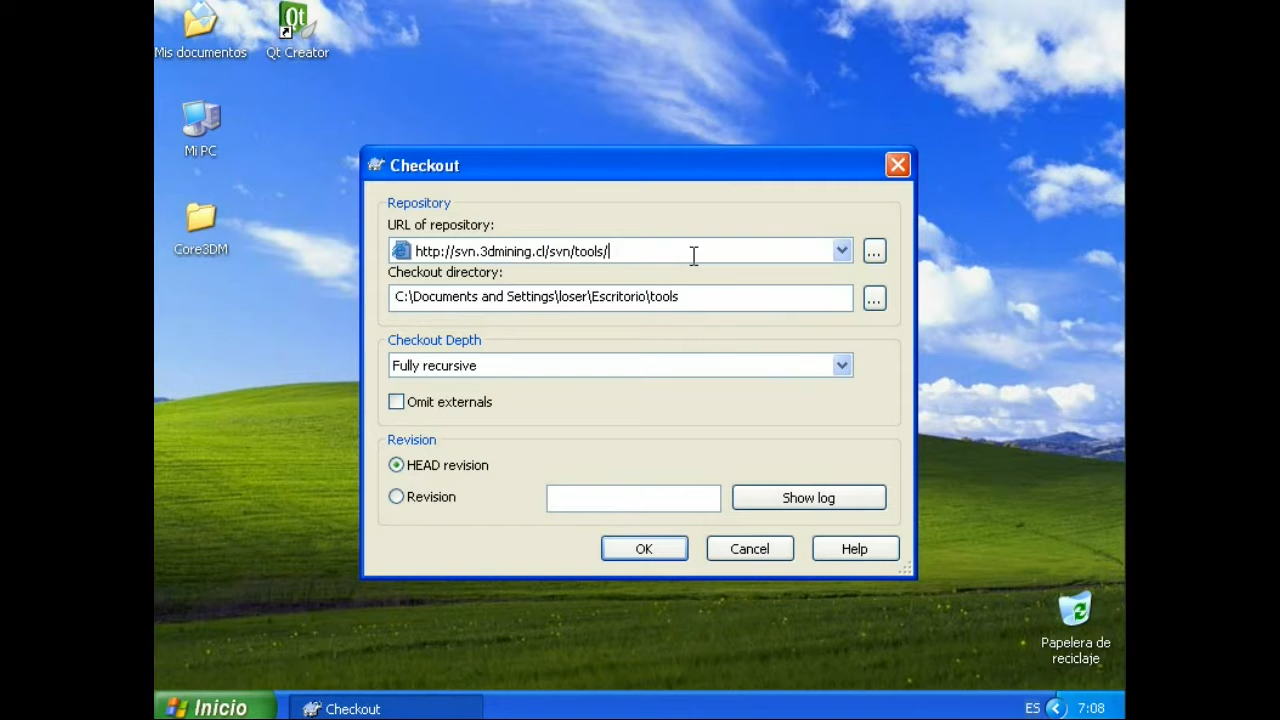 Mis documentos
Qt
Qt Creator
Mi PC
Core3DM
Checkout
Repository
URL of repository:
http://svn.3dmining.cl/svn/tools/
...
Checkout directory:
C:\Documents and Settings\loser\Escritorio\tools
...
Checkout Depth
Fully recursive
Omit externals
Revision
HEAD revision
Revision
Show log
OK
Cancel
Help
Papelera de
reciclaje
Inicio
Checkout
ES
7:08